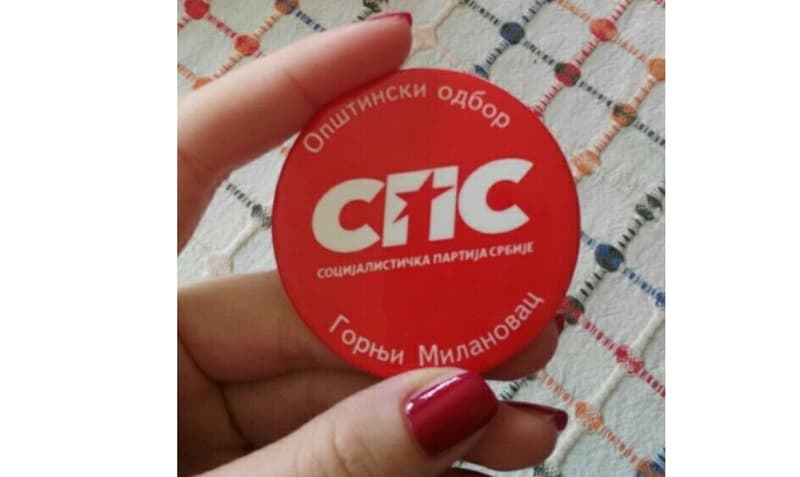 Општински одбор
СПС
СОЦИЈАЛИСТИЧКА ПАРТИЈА СРБИЈЕ
Горњи Милановац